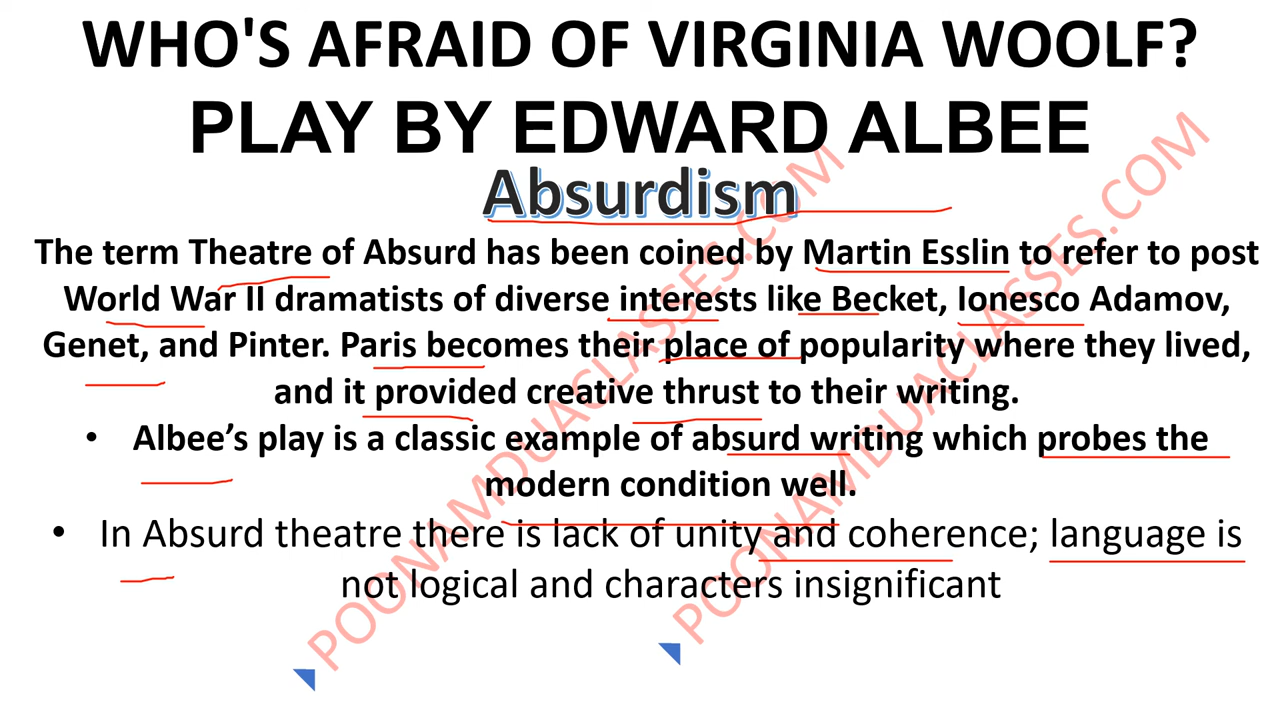 WHO'S AFRAID OF VIRGINIA WOOLF?
PLAY BY EDWARD ALBEE
Absurdism
The term Theatre of Absurd has been coined by Martin Esslin to refer to post
World War II dramatists of diverse interests like Becket, Ionesco Adamov,
Genet, and Pinter. Paris becomes their place of popularity where they lived,
and it provided creative thrust to their writing.
• Albee’s play is a classic example of absurd writing which probes the
modern condition well.
• In Absurd theatre there is lack of unity and coherence; language is
not logical and characters insignificant
POONAMDUACLASSES.COM
POONAMDUACLASSES.COM